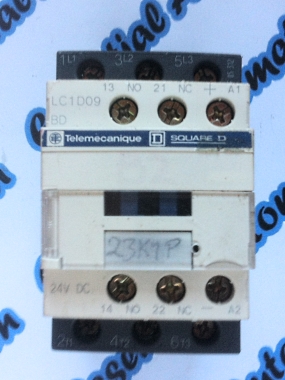 1L1 3L2 5L3
13 NO 21 NC + A1
LC1D09
BD
Telemecanique D SQUARE D
23K1P
24V DC.
14 NO 22 NC - A2
2T1 4T2 6T3